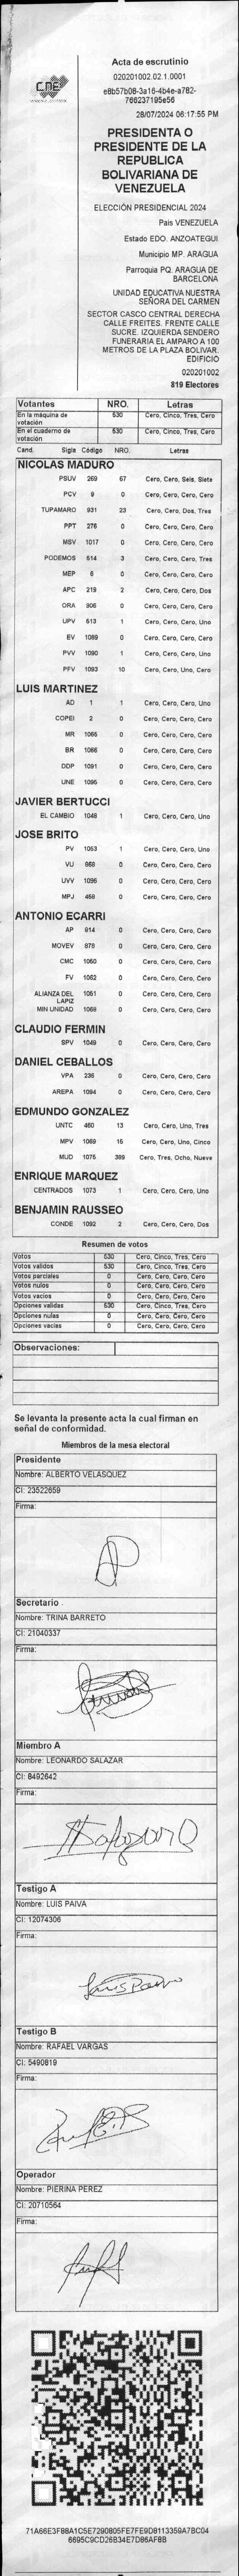 CNE
Acta de escrutinio
020201002.02.1.0001
e8b57b08-3a16-4b4e-a782-
766237195e56
28/07/2024 06:17:55 PM
PRESIDENTA O
PRESIDENTE DE LA
REPUBLICA
BOLIVARIANA DE
VENEZUELA
ELECCIÓN PRESIDENCIAL 2024
Pais VENEZUELA
Estado EDO. ANZOATEGUI
Municipio MP. ARAGUA
Parroquia PQ. ARAGUA DE
BARCELONA
UNIDAD EDUCATIVA NUESTRA
SEÑORA DEL CARMEN
SECTOR CASCO CENTRAL DERECHA
CALLE FREITES. FRENTE CALLE
SUCRE. IZQUIERDA SENDERO
FUNERARIA EL AMPARO A 100
METROS DE LA PLAZA BOLIVAR.
EDIFICIO
020201002
819 Electores
Votantes NRO. Letras
En la máquina de votación 530 Cero, Cinco, Tres, Cero
En el cuaderno de votación 530 Cero, Cinco, Tres, Cero
Cand. Sigla Código NRO. Letras
NICOLAS MADURO
PSUV 269 67 Cero, Cero, Seis, Siete
PCV 9 0 Cero, Cero, Cero, Cero
TUPAMARO 931 23 Cero, Cero, Dos, Tres
PPT 276 0 Cero, Cero, Cero, Cero
MSV 1017 0 Cero, Cero, Cero, Cero
PODEMOS 514 3 Cero, Cero, Cero, Tres
MEP 6 0 Cero, Cero, Cero, Cero
APC 219 2 Cero, Cero, Cero, Dos
ORA 906 0 Cero, Cero, Cero, Cero
UPV 513 1 Cero, Cero, Cero, Uno
EV 1089 0 Cero, Cero, Cero, Cero
PVV 1090 1 Cero, Cero, Cero, Uno
PFV 1093 10 Cero, Cero, Uno, Cero
LUIS MARTINEZ
AD 1 1 Cero, Cero, Cero, Uno
COPEI 2 0 Cero, Cero, Cero, Cero
MR 1065 0 Cero, Cero, Cero, Cero
BR 1086 0 Cero, Cero, Cero, Cero
DDP 1091 0 Cero, Cero, Cero, Cero
UNE 1095 0 Cero, Cero, Cero, Cero
JAVIER BERTUCCI
EL CAMBIO 1048 1 Cero, Cero, Cero, Uno
JOSE BRITO
PV 1053 1 Cero, Cero, Cero, Uno
VU 968 0 Cero, Cero, Cero, Cero
UVV 1096 0 Cero, Cero, Cero, Cero
MPJ 458 0 Cero, Cero, Cero, Cero
ANTONIO ECARRI
AP 914 0 Cero, Cero, Cero, Cero
MOVEV 878 0 Cero, Cero, Cero, Cero
CMC 1050 0 Cero, Cero, Cero, Cero
FV 1052 0 Cero, Cero, Cero, Cero
ALIANZA DEL LAPIZ 1051 0 Cero, Cero, Cero, Cero
MIN UNIDAD 1069 0 Cero, Cero, Cero, Cero
CLAUDIO FERMIN
SPV 1049 0 Cero, Cero, Cero, Cero
DANIEL CEBALLOS
VPA 236 0 Cero, Cero, Cero, Cero
AREPA 1094 0 Cero, Cero, Cero, Cero
EDMUNDO GONZALEZ
UNTC 460 13 Cero, Cero, Uno, Tres
MPV 1069 15 Cero, Cero, Uno, Cinco
MUD 1075 389 Cero, Tres, Ocho, Nueve
ENRIQUE MARQUEZ
CENTRADOS 1073 1 Cero, Cero, Cero, Uno
BENJAMIN RAUSSEO
CONDE 1092 2 Cero, Cero, Cero, Dos
Resumen de votos
Votos 530 Cero, Cinco, Tres, Cero
Votos validos 530 Cero, Cinco, Tres, Cero
Votos parciales 0 Cero, Cero, Cero, Cero
Votos nulos 0 Cero, Cero, Cero, Cero
Votos vacios 0 Cero, Cero, Cero, Cero
Opciones validas 530 Cero, Cinco, Tres, Cero
Opciones nulas 0 Cero, Cero, Cero, Cero
Opciones vacias 0 Cero, Cero, Cero, Cero
Observaciones:
Se levanta la presente acta la cual firman en
señal de conformidad.
Miembros de la mesa electoral
Presidente
Nombre: ALBERTO VELASQUEZ
CI: 23522659
Firma:
Secretario
Nombre: TRINA BARRETO
CI: 21040337
Firma:
Miembro A
Nombre: LEONARDO SALAZAR
CI: 8492642
Firma:
Testigo A
Nombre: LUIS PAIVA
CI: 12074306
Firma:
Luis Paiva
Testigo B
Nombre: RAFAEL VARGAS
CI: 5490819
Firma:
Operador
Nombre: PIERINA PEREZ
CI: 20710564
Firma:
71A66E3F88A1C5E7290805FE7FE9D8113359A7BC04
6695C9CD26B34E7D86AF8B